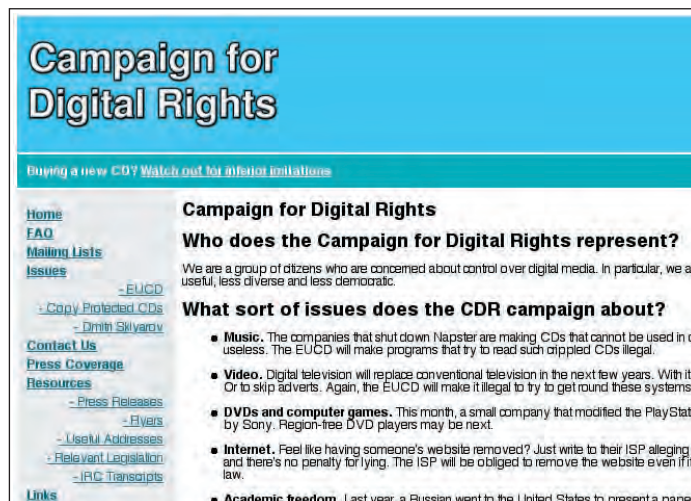 Campaign for
Digital Rights
Buying a new CD? Watch out for inferior imitations
Home
FAQ
Mailing Lists
Issues
- EUCD
- Copy Protected CDs
- Dmitri Sklyarov
Contact Us
Press Coverage
Resources
- Press Releases
- Flyers
- Useful Addresses
- Relevant Legislation
- IRC Transcripts
Links
Campaign for Digital Rights
Who does the Campaign for Digital Rights represent?
We are a group of citizens who are concerned about control over digital media. In particular, we a
useful, less diverse and less democratic.
What sort of issues does the CDR campaign about?
Music. The companies that shut down Napster are making CDs that cannot be used in
useless. The EUCD will make programs that try to read such crippled CDs illegal.
Video. Digital television will replace conventional television in the next few years. With it
Or to skip adverts. Again, the EUCD will make it illegal to try to get round these systems
DVDs and computer games. This month, a small company that modified the PlayStat
by Sony. Region-free DVD players may be next.
Internet. Feel like having someone's website removed? Just write to their ISP alleging
and there's no penalty for lying. The ISP will be obliged to remove the website even if i
law.
Academic freedom. Last year, a Russian went to the United States to present a pape